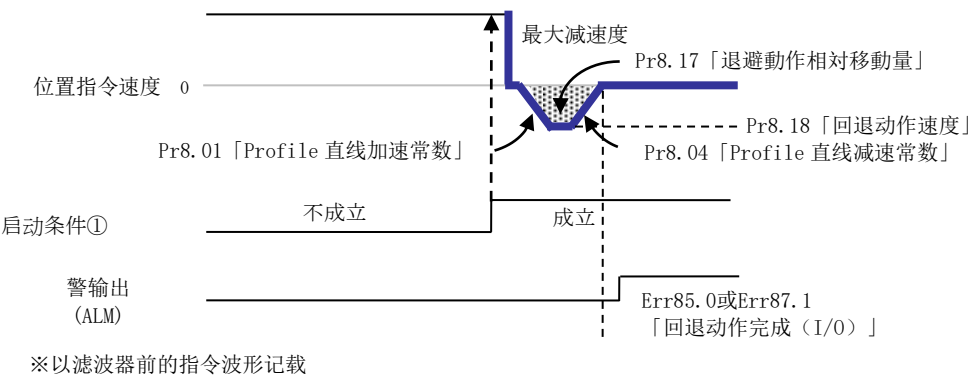 最大减速度
Pr8.17「退避動作相対移動量」
位置指令速度 0
Pr8.18「回退动作速度」
Pr8.01「Profile 直线加速常数」
Pr8.04「Profile 直线减速常数」
不成立
成立
启动条件①
警输出
(ALM)
Err85.0或Err87.1
「回退动作完成（I/O）」
※以滤波器前的指令波形记载